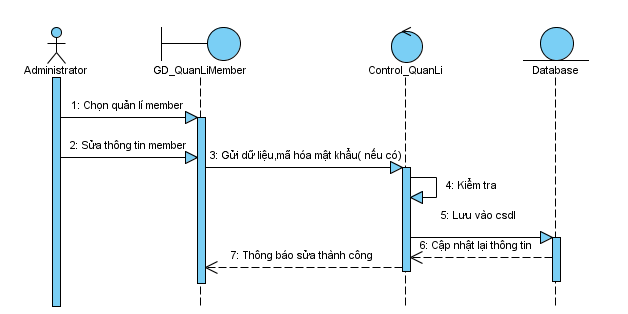 Administrator
GD_QuanLiMember
Control_QuanLi
Database
1: Chọn quản lí member
2: Sửa thông tin member
3: Gửi dữ liệu,mã hóa mật khẩu( nếu có)
4: Kiểm tra
5: Lưu vào csdl
6: Cập nhật lại thông tin
7: Thông báo sửa thành công